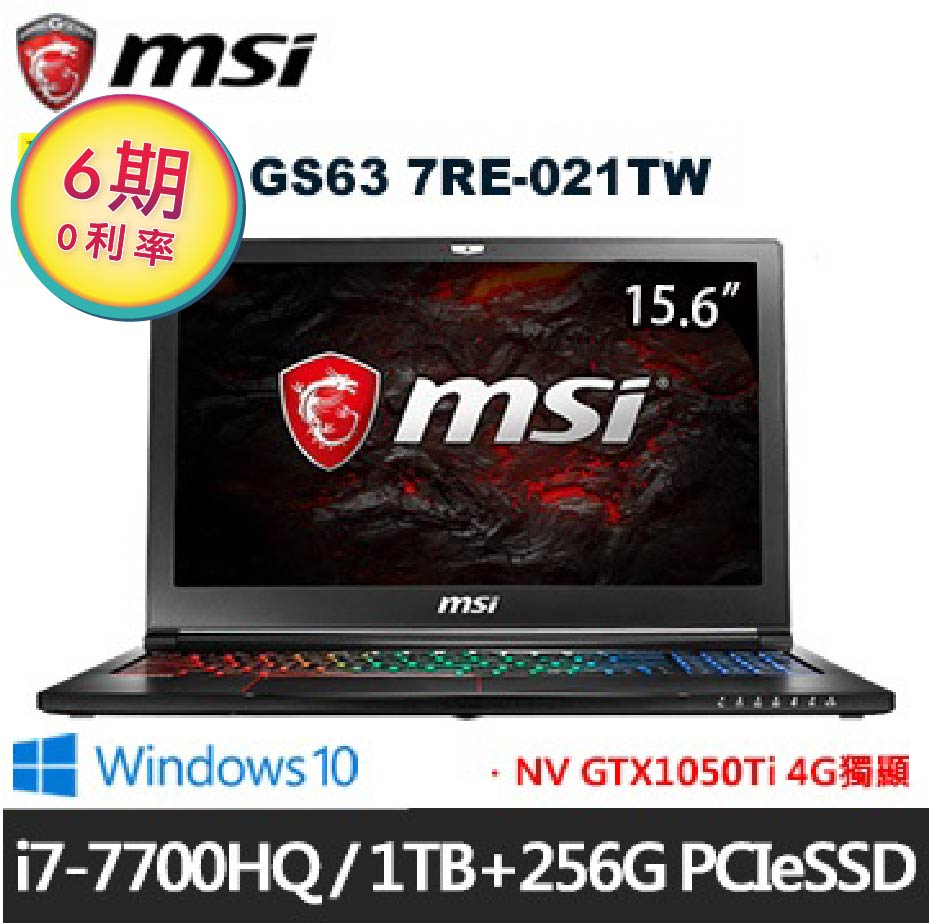 msi
6期
0利率
GS63 7RE-021TW
15.6"
msi
msi
Windows 10
· NV GTX1050Ti 4G獨顯
i7-7700HQ / 1TB+256G PCIeSSD